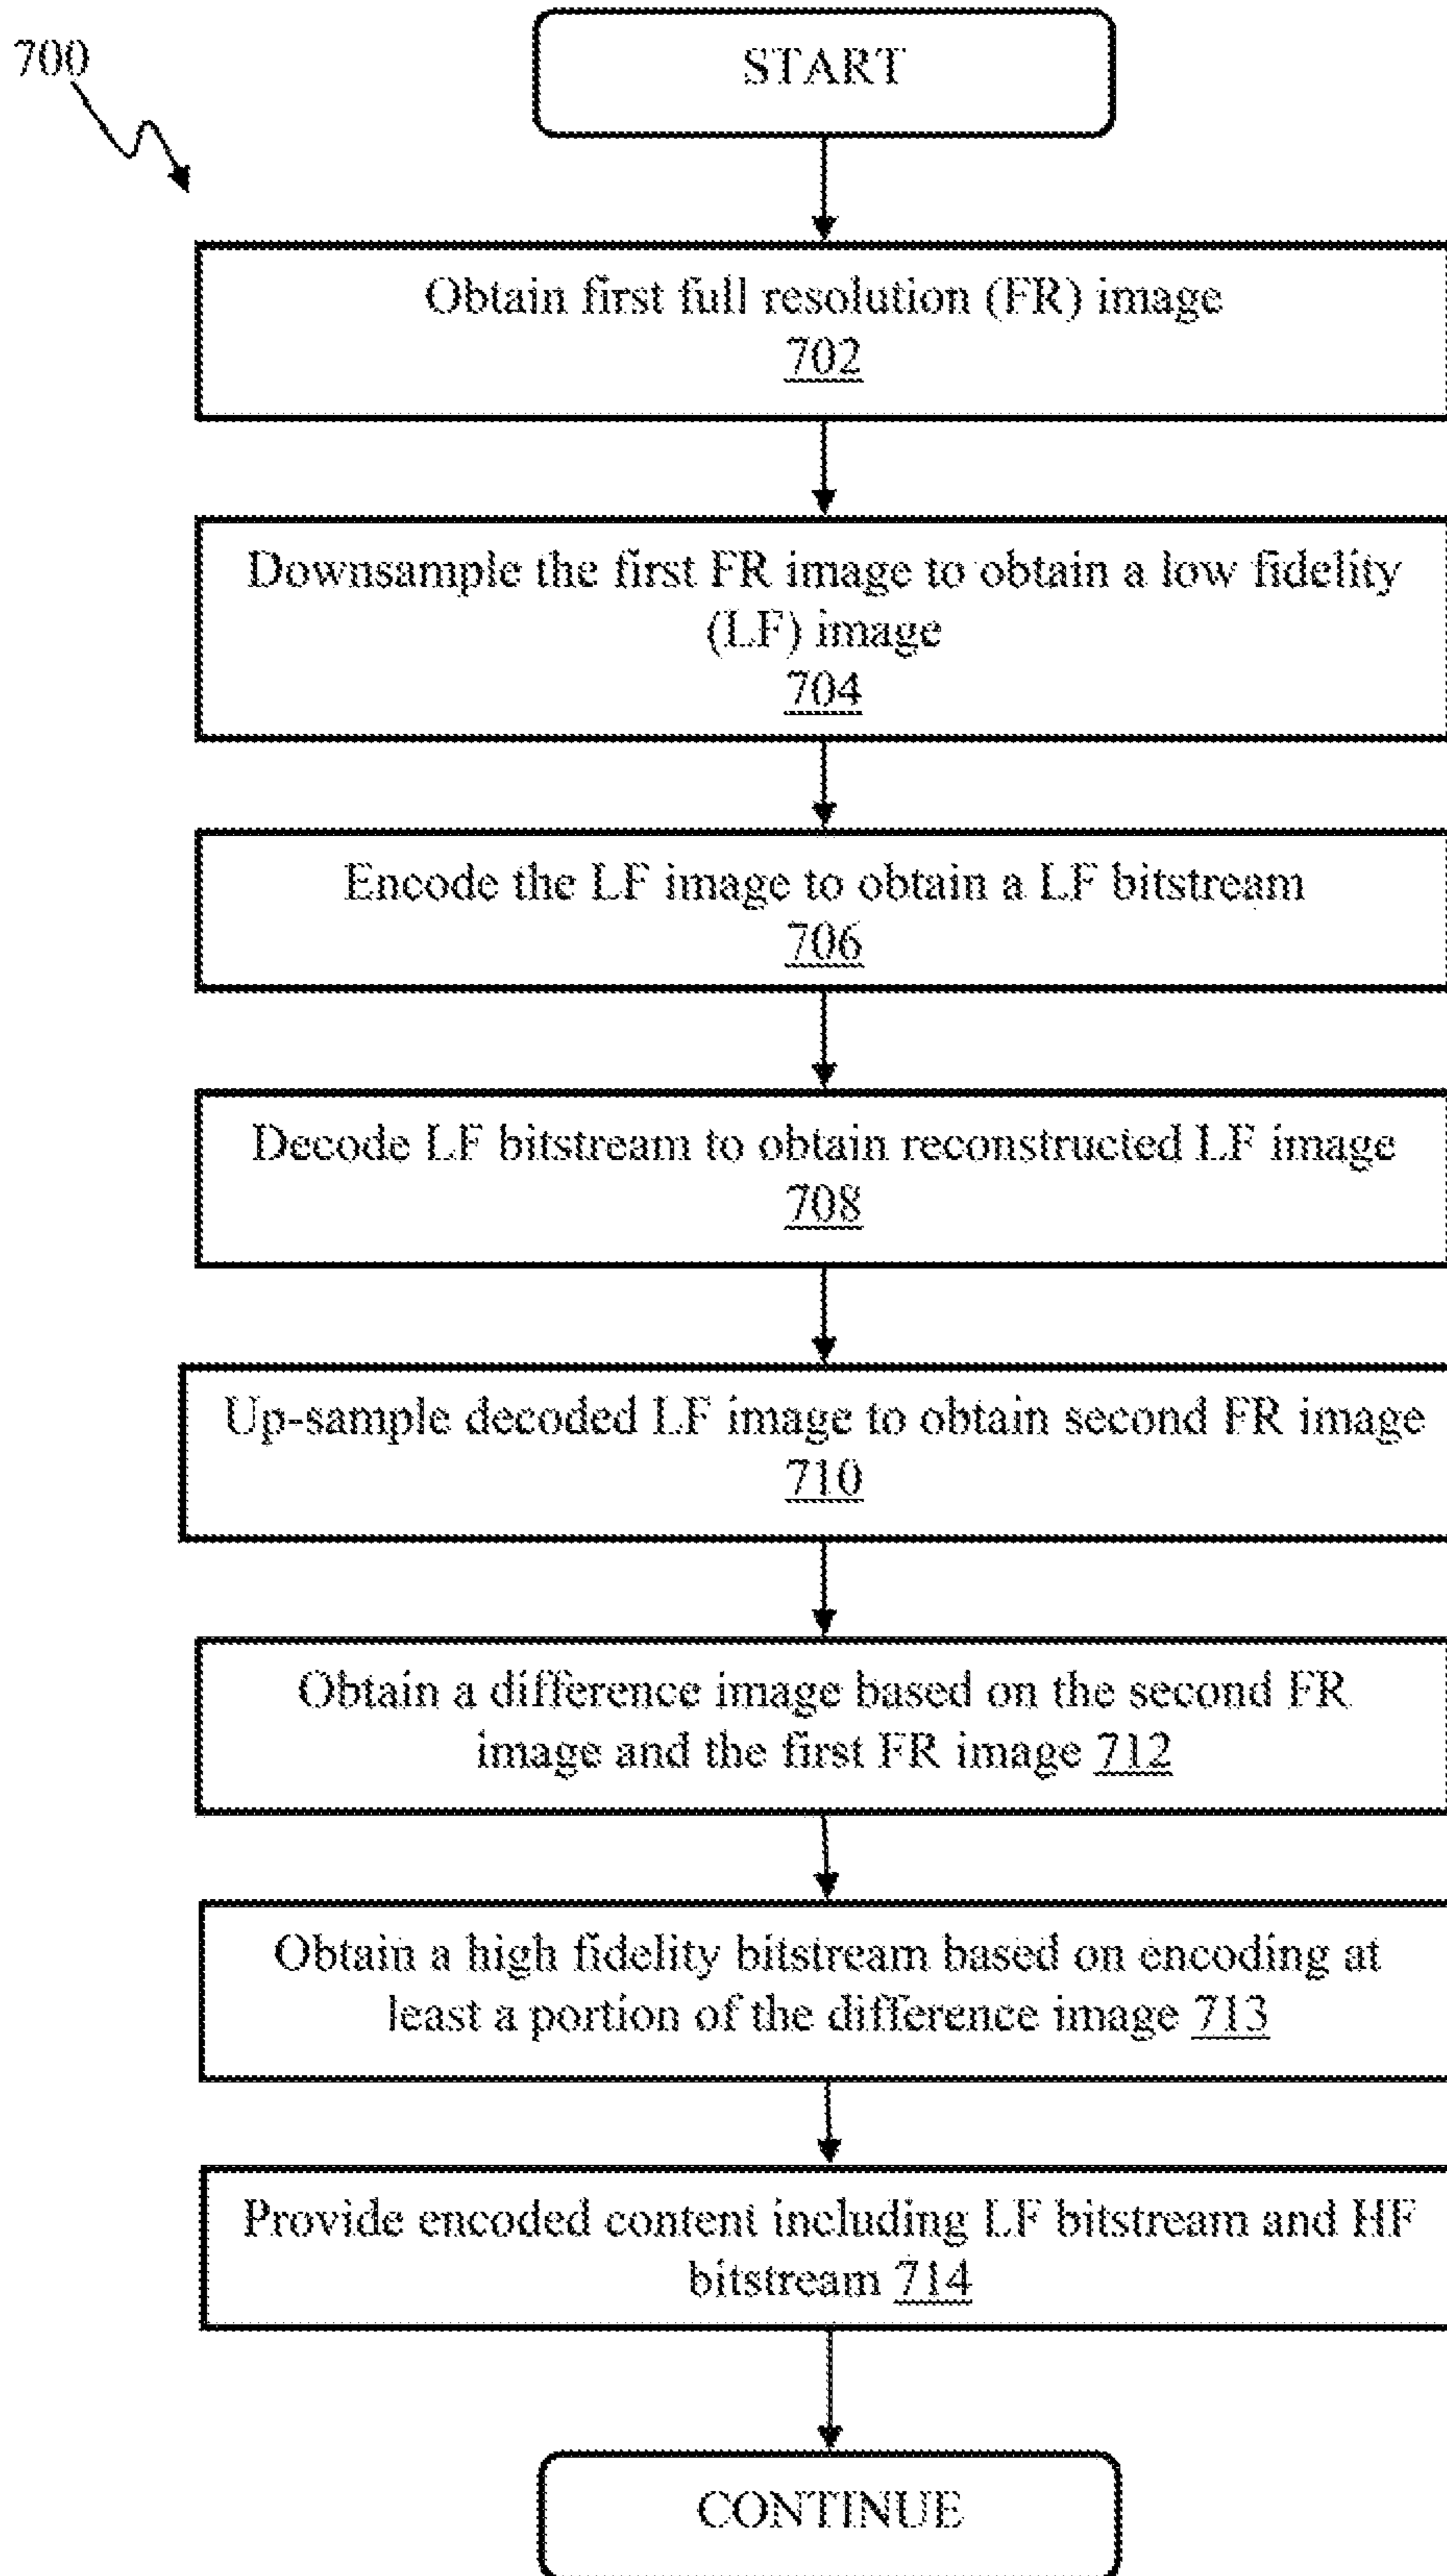 700
START
Obtain first full resolution (FR) image
702
Downsample the first FR image to obtain a low fidelity
(LF) image
704
Encode the LF image to obtain a LF bitstream
706
Decode LF bitstream to obtain reconstructed LF image
708
Up-sample decoded LF image to obtain second FR image
710
Obtain a difference image based on the second FR
image and the first FR image 712
Obtain a high fidelity bitstream based on encoding at
least a portion of the difference image 713
Provide encoded content including LF bitstream and HF
bitstream 714
CONTINUE